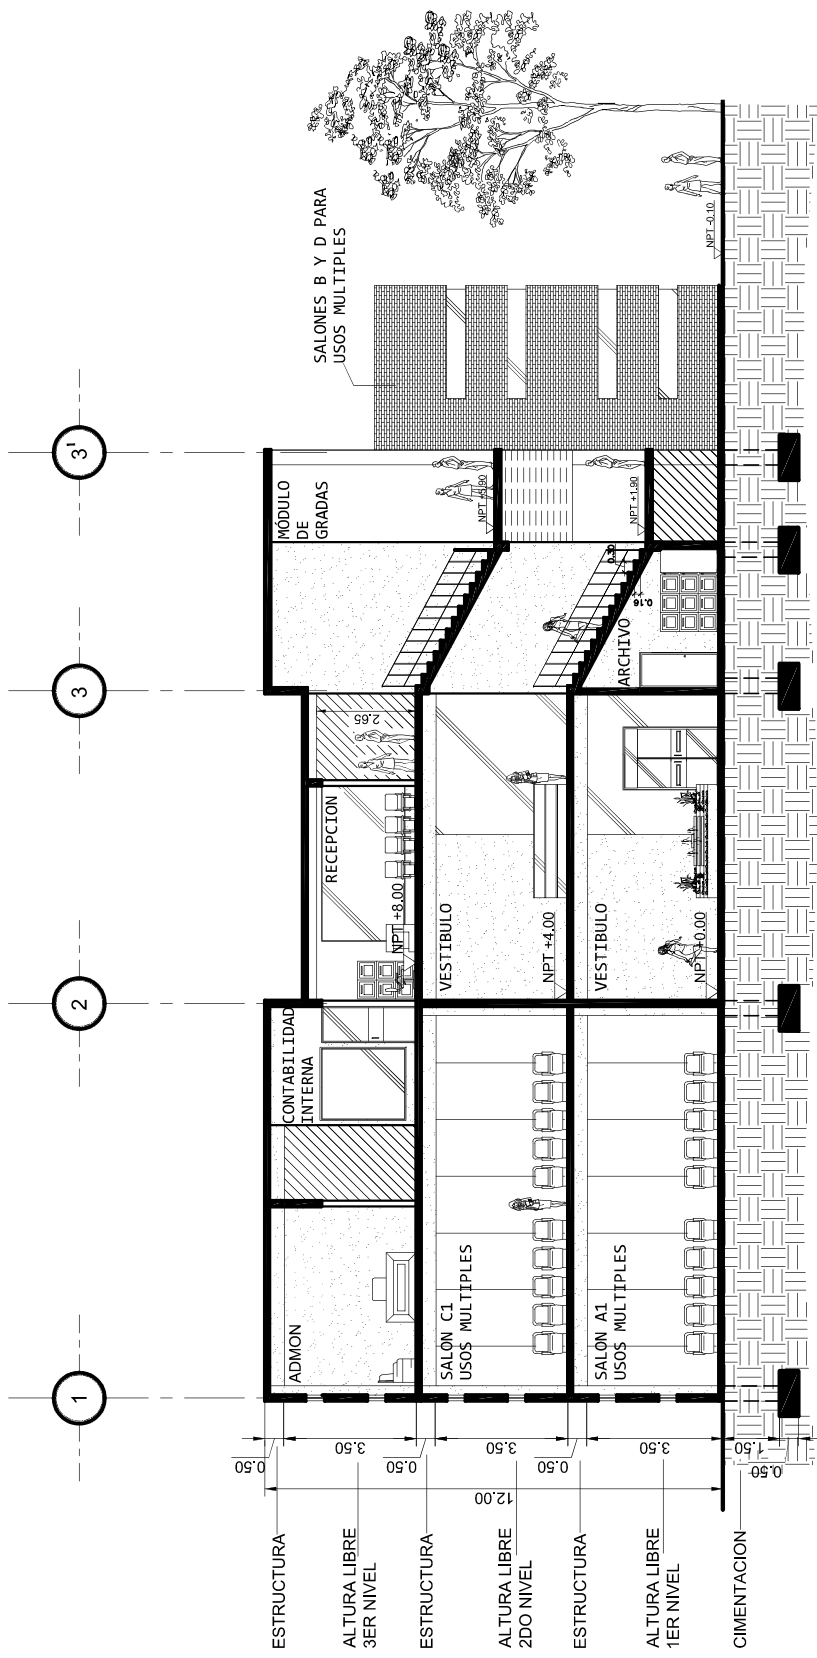 1
2
3
3'
SALONES B Y D PARA
USOS MULTIPLES
MÓDULO
DE
GRADAS
NPT +5.90
NPT +1.90
NPT -0.10
ADMON
CONTABILIDAD
INTERNA
RECEPCION
NPT +8.00
2.65
SALON C1
USOS MULTIPLES
VESTIBULO
NPT +4.00
SALON A1
USOS MULTIPLES
VESTIBULO
NPT +0.00
ARCHIVO
0.16
0.30
ESTRUCTURA
0.50
ALTURA LIBRE
3ER NIVEL
3.50
ESTRUCTURA
0.50
ALTURA LIBRE
2DO NIVEL
3.50
ESTRUCTURA
0.50
ALTURA LIBRE
1ER NIVEL
3.50
CIMENTACION
1.50
0.50
12.00